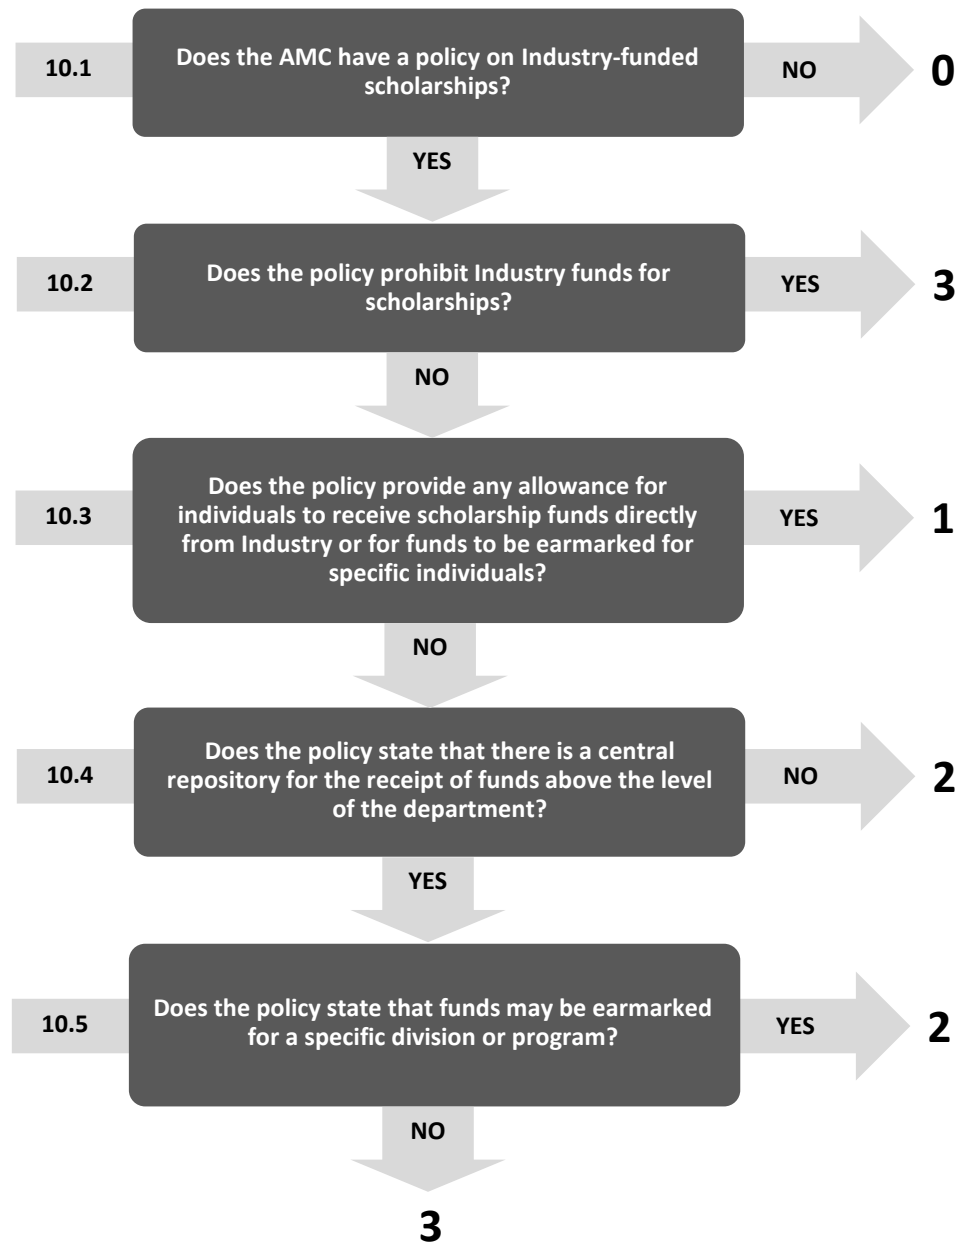 10.1
Does the AMC have a policy on Industry-funded
scholarships?
NO
0
YES
10.2
Does the policy prohibit Industry funds for
scholarships?
YES
3
NO
10.3
Does the policy provide any allowance for
individuals to receive scholarship funds directly
from Industry or for funds to be earmarked for
specific individuals?
YES
1
NO
10.4
Does the policy state that there is a central
repository for the receipt of funds above the level
of the department?
NO
2
YES
10.5
Does the policy state that funds may be earmarked
for a specific division or program?
YES
2
NO
3